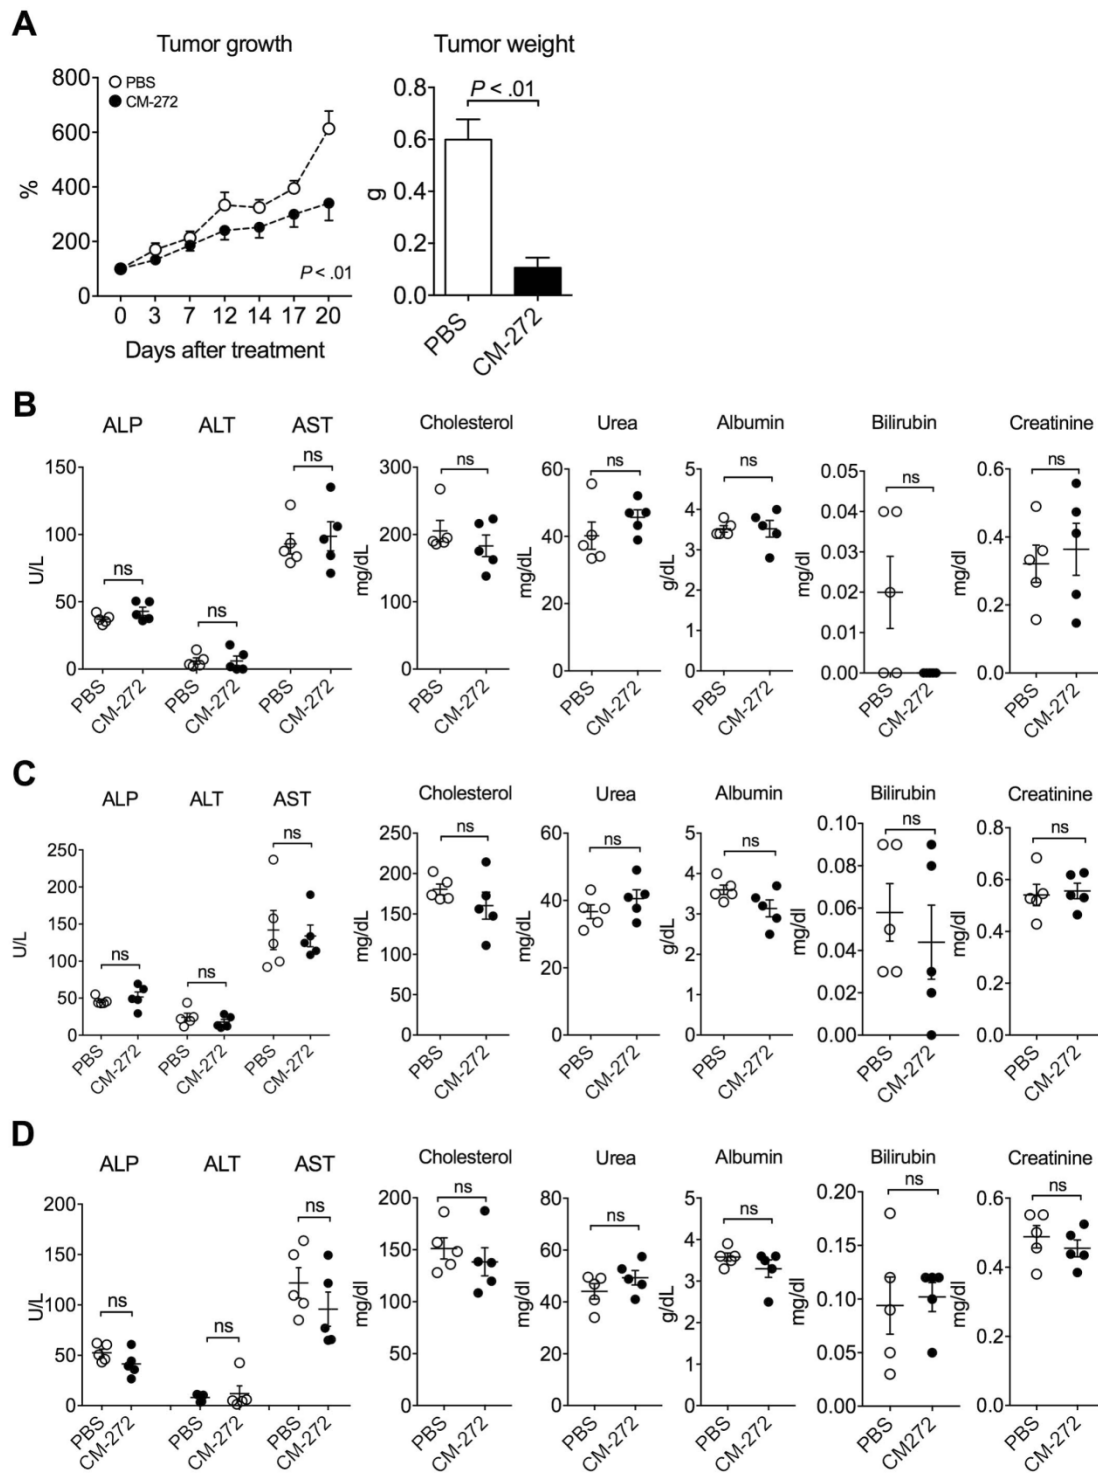 A
Tumor growth
Tumor weight
PBS
CM-272
800
600
400
200
0
%
P < .01
0 3 7 12 14 17 20
Days after treatment
P < .01
0.8
0.6
0.4
0.2
0.0
g
PBS
CM-272
B
ALP ALT AST Cholesterol Urea Albumin Bilirubin Creatinine
ns ns ns ns ns ns ns ns
150
100
50
0
U/L
300
200
100
0
mg/dL
60
40
20
0
mg/dL
5
4
3
2
1
0
g/dL
0.05
0.04
0.03
0.02
0.01
0.00
mg/dl
0.6
0.4
0.2
0.0
mg/dl
PBS CM-272 PBS CM-272 PBS CM-272 PBS CM-272 PBS CM-272 PBS CM-272 PBS CM-272 PBS CM-272
C
ALP ALT AST Cholesterol Urea Albumin Bilirubin Creatinine
ns ns ns ns ns ns ns ns
250
200
150
100
50
0
U/L
250
200
150
100
50
0
mg/dL
60
40
20
0
mg/dL
5
4
3
2
1
0
g/dL
0.10
0.08
0.06
0.04
0.02
0.00
mg/dl
0.8
0.6
0.4
0.2
0.0
mg/dl
PBS CM-272 PBS CM-272 PBS CM-272 PBS CM-272 PBS CM-272 PBS CM-272 PBS CM-272 PBS CM-272
D
ALP ALT AST Cholesterol Urea Albumin Bilirubin Creatinine
ns ns ns ns ns ns ns ns
200
150
100
50
0
U/L
200
150
100
50
0
mg/dl
80
60
40
20
0
mg/dl
5
4
3
2
1
0
g/dL
0.20
0.15
0.10
0.05
0.00
mg/dl
0.6
0.4
0.2
0.0
mg/dl
PBS CM-272 PBS CM-272 PBS CM-272 PBS CM-272 PBS CM-272 PBS CM-272 PBS CM272 PBS CM-272